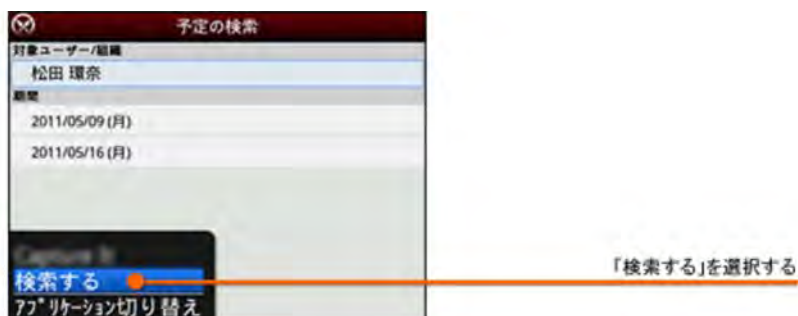 予定の検索
対象ユーザー/組織
松田 環奈
期間
2011/05/09 (月)
2011/05/16 (月)
検索する
アプリケーション切り替え
「検索する」を選択する